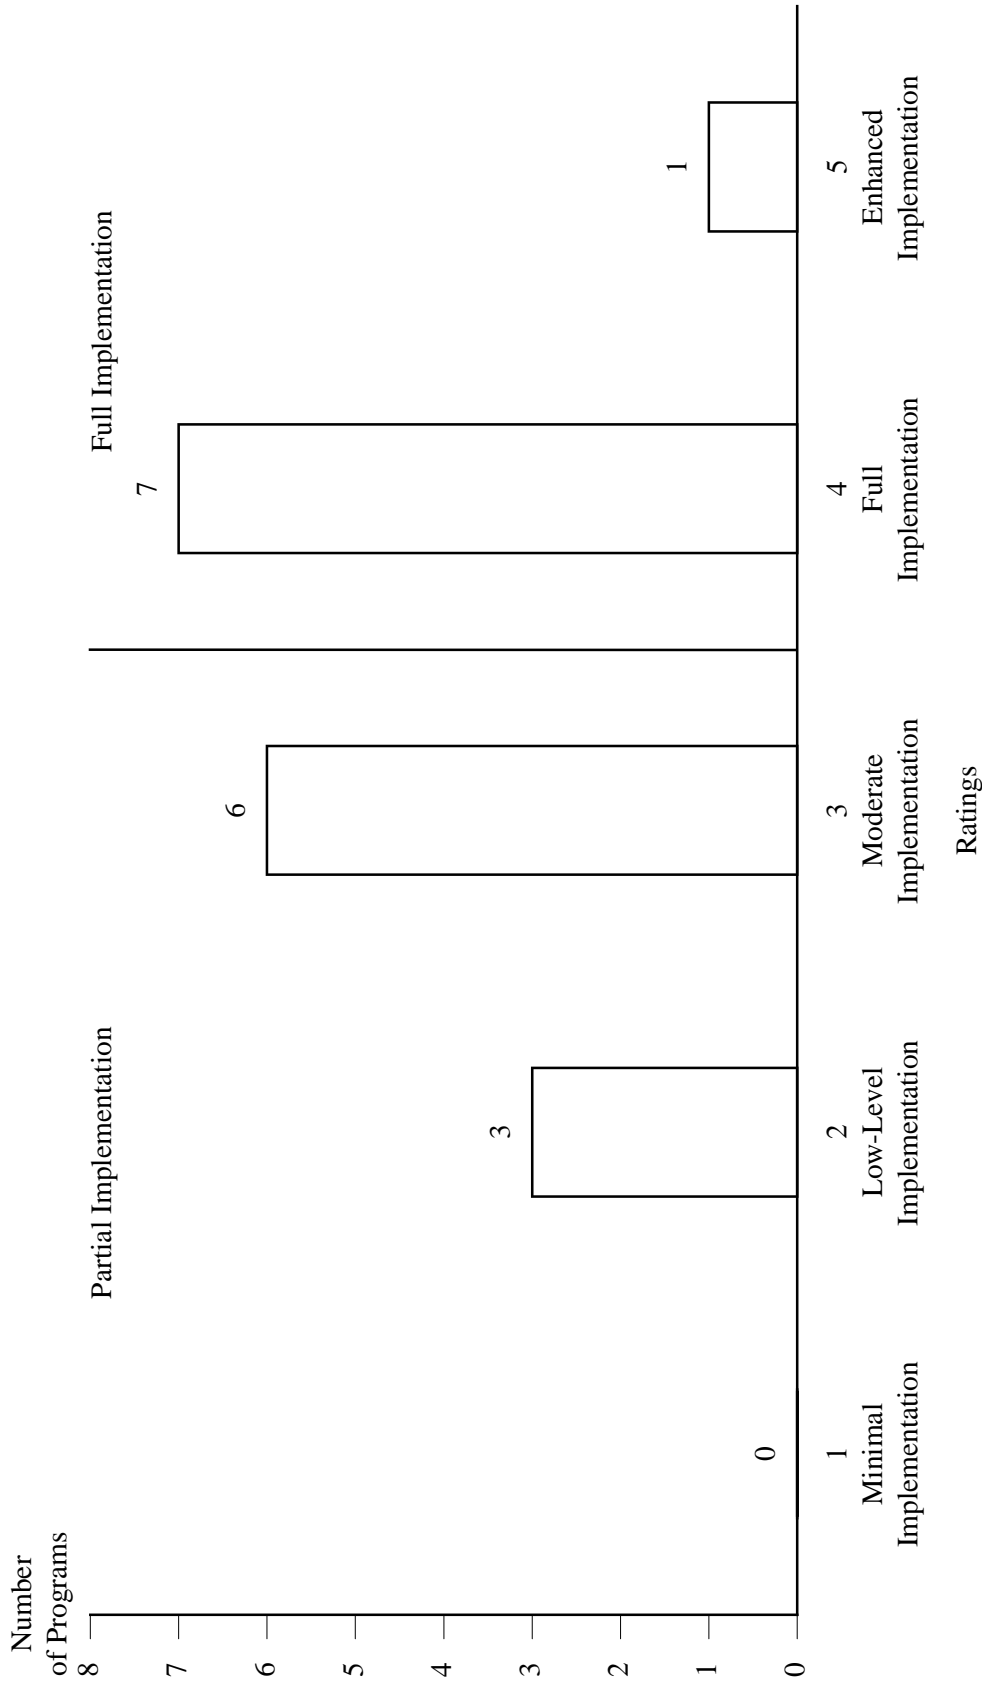 Number
of Programs
8
7
6
5
4
3
2
1
0
Partial Implementation
Full Implementation
0
3
6
7
1
1
Minimal
Implementation
2
Low-Level
Implementation
3
Moderate
Implementation
4
Full
Implementation
5
Enhanced
Implementation
Ratings